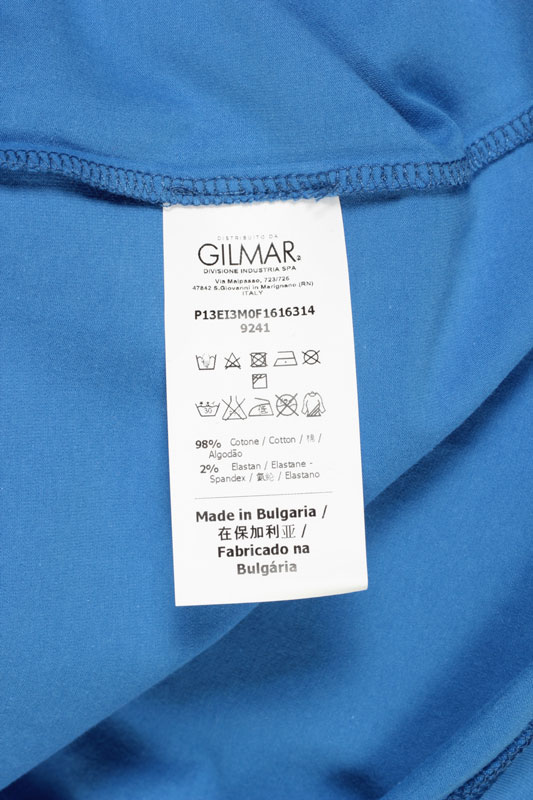 DISTRIBUITO DA
GILMAR
DIVISIONE INDUSTRIA SPA
Via Malpasso, 723/725
47842 S.Giovanni in Marignano (RN)
ITALY
P13EI3M0F1616314
9241
98% Cotone / Cotton / 棉 /
Algodão
2% Elastan / Elastane -
Spandex / 氨纶 / Elastano
Made in Bulgaria /
在保加利亚 /
Fabricado na
Bulgária